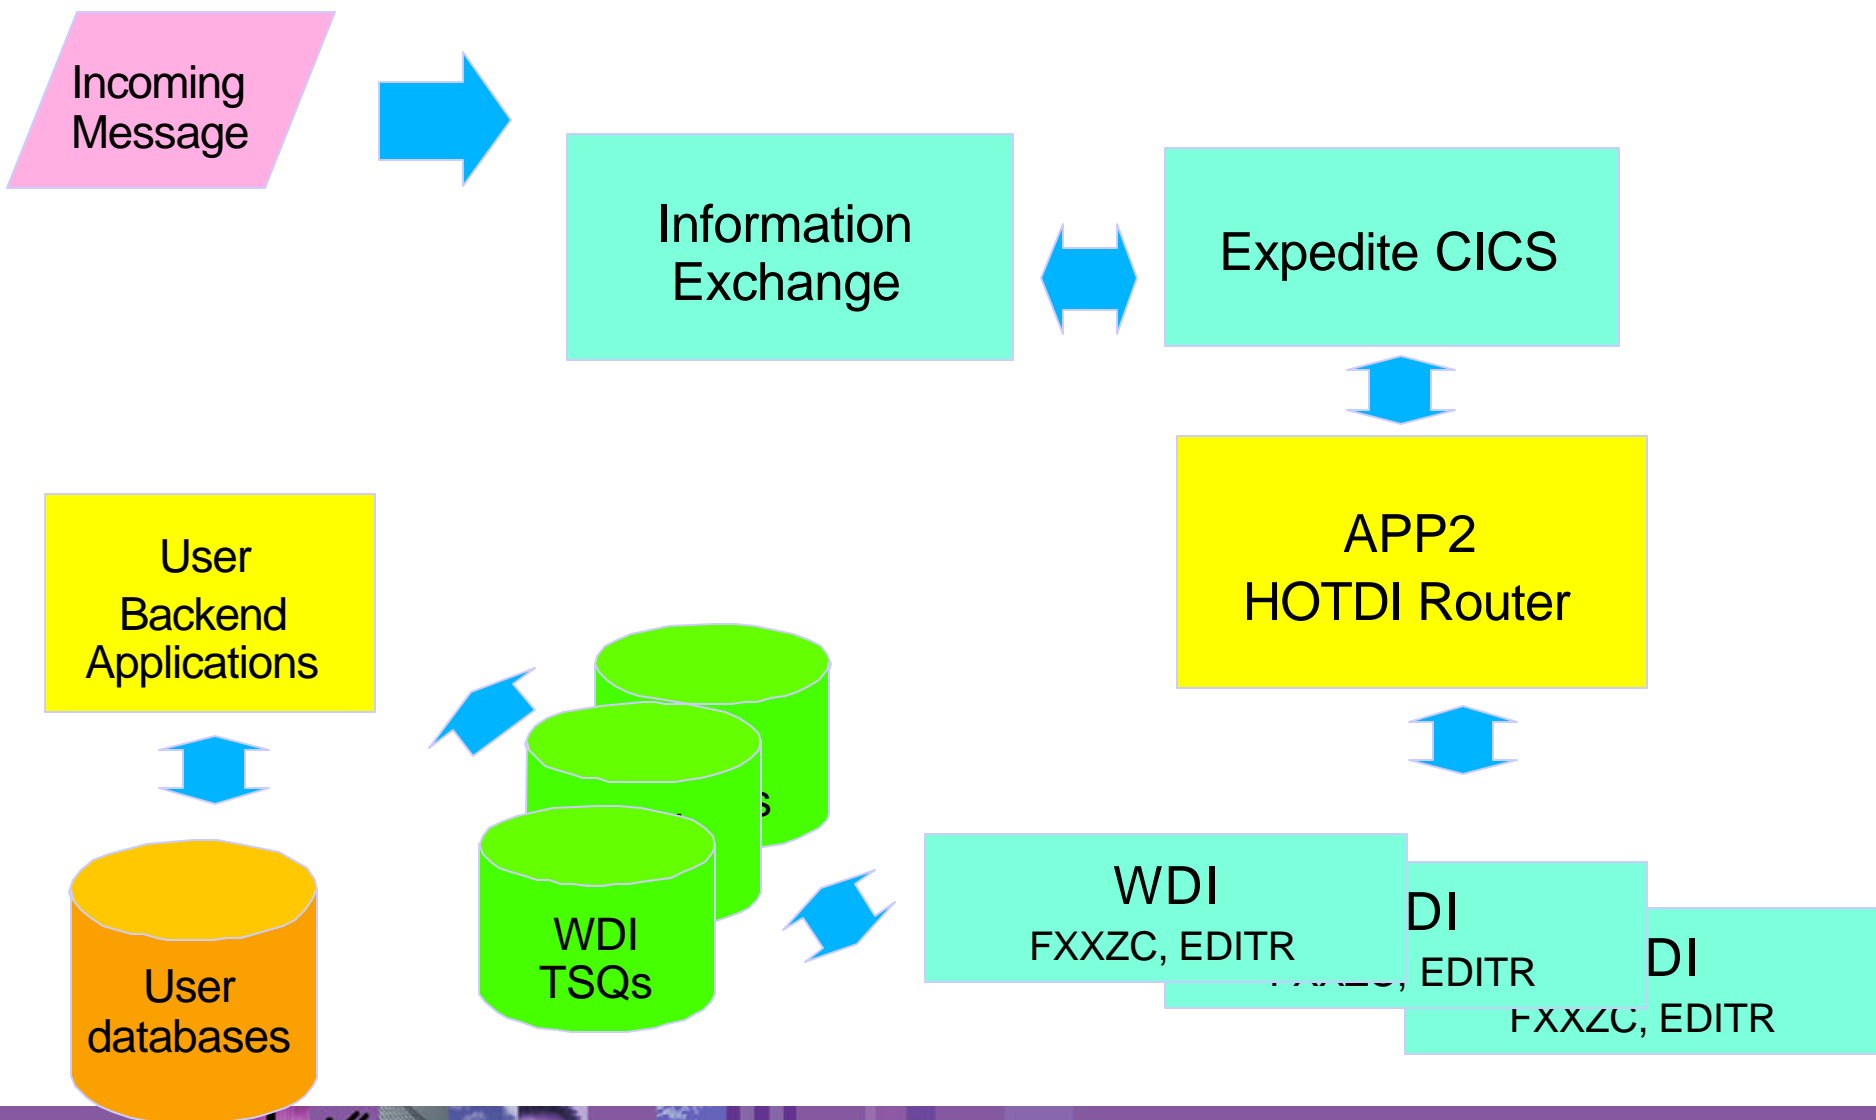 Incoming
Message
Information
Exchange
Expedite CICS
APP2
HOTDI Router
User
Backend
Applications
User
databases
s
WDI
TSQs
WDI
FXXZC, EDITR
DI
EDITR
DI
FXXZC, EDITR